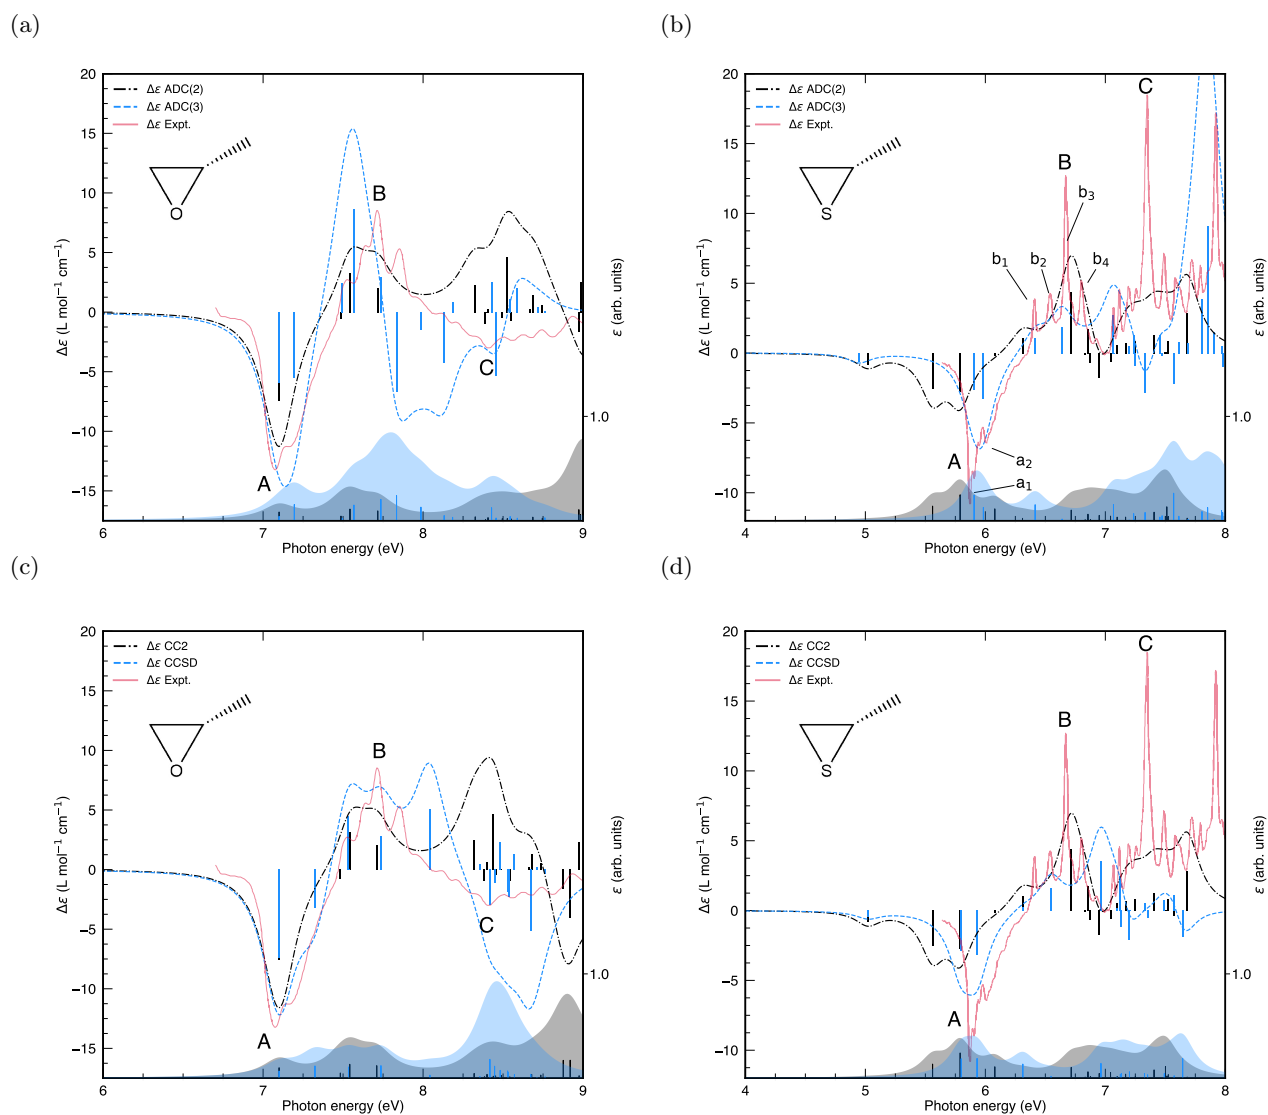 (a)
20
15
10
5
0
−5
−10
−15
Δε (L mol⁻¹ cm⁻¹)
Δε ADC(2)
Δε ADC(3)
Δε Expt.
O
A
B
C
1.0
ε (arb. units)
6
7
8
9
Photon energy (eV)
(b)
20
15
10
5
0
−5
−10
Δε (L mol⁻¹ cm⁻¹)
Δε ADC(2)
Δε ADC(3)
Δε Expt.
S
A
B
C
b₁
b₂
b₃
b₄
a₂
a₁
1.0
ε (arb. units)
4
5
6
7
8
Photon energy (eV)
(c)
20
15
10
5
0
−5
−10
−15
Δε (L mol⁻¹ cm⁻¹)
Δε CC2
Δε CCSD
Δε Expt.
O
A
B
C
1.0
ε (arb. units)
6
7
8
9
Photon energy (eV)
(d)
20
15
10
5
0
−5
−10
Δε (L mol⁻¹ cm⁻¹)
Δε CC2
Δε CCSD
Δε Expt.
S
A
B
C
1.0
ε (arb. units)
4
5
6
7
8
Photon energy (eV)